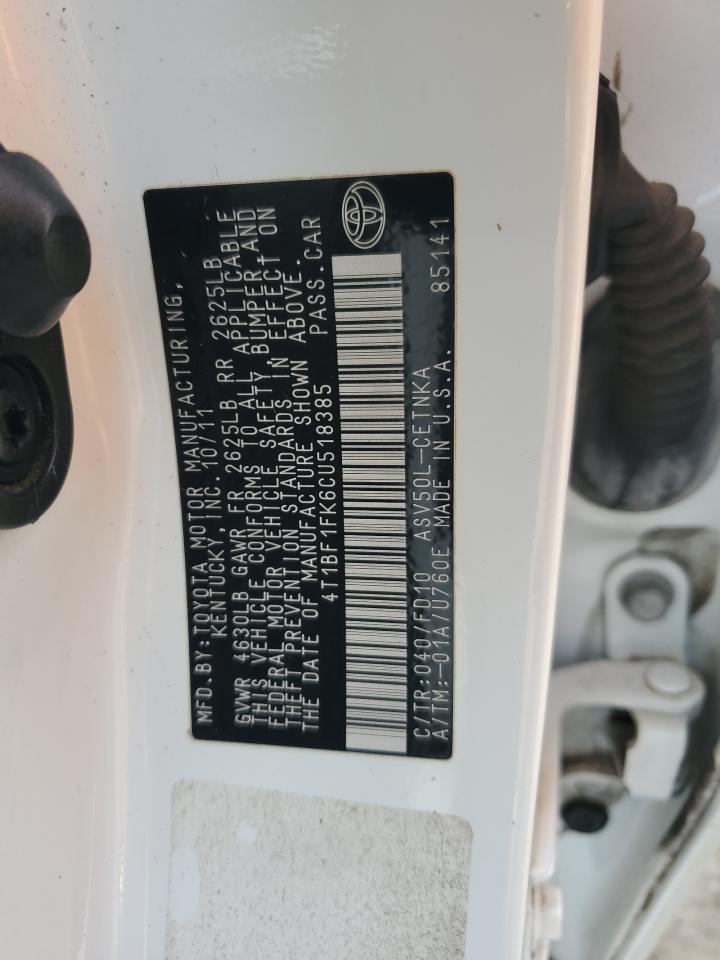 MFD.BY:TOYOTA MOTOR MANUFACTURING,
KENTUCKY, INC. 10/11
GVWR 4630LB GAWR FR 2625LB RR 2625LB
THIS VEHICLE CONFORMS TO ALL APPLICABLE
FEDERAL MOTOR VEHICLE SAFETY, BUMPER AND
THEFT PREVENTION STANDARDS IN EFFECT ON
THE DATE OF MANUFACTURE SHOWN ABOVE.
4T1BF1FK6CU518385 PASS.CAR
C/TR:040/FD10 ASV50L-CETNKA
A/TM:-01A/U760E MADE IN U.S.A. 85141